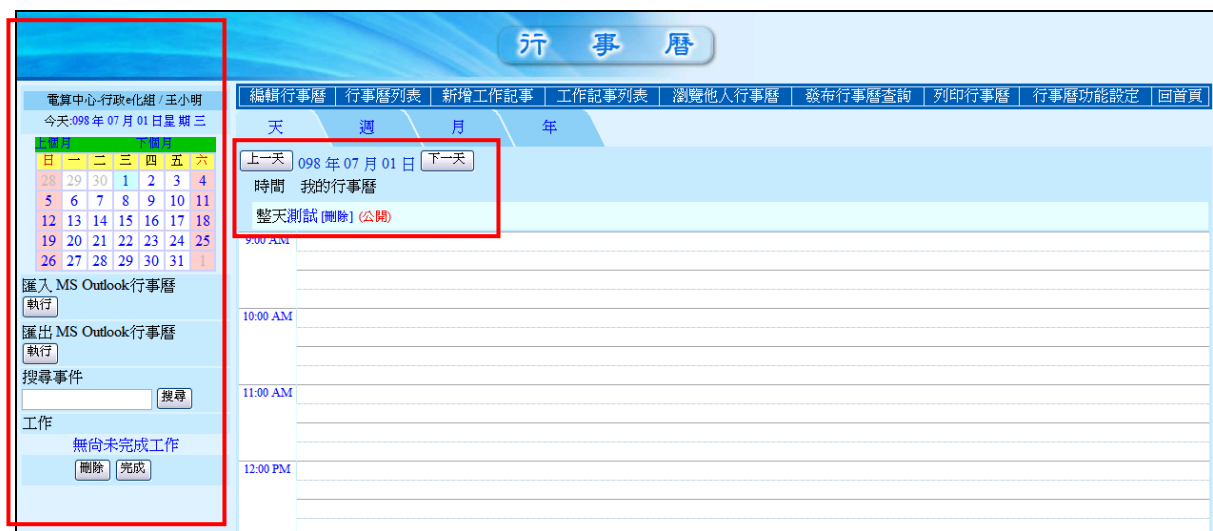 行 事 曆
電算中心-行政e化組 / 王小明
今天:098 年 07 月 01 日星 期 三
上個月 下個月
日 一 二 三 四 五 六
28 29 30 1 2 3 4
5 6 7 8 9 10 11
12 13 14 15 16 17 18
19 20 21 22 23 24 25
26 27 28 29 30 31 1
匯入 MS Outlook行事曆
執行
匯出 MS Outlook行事曆
執行
搜尋事件
搜尋
工作
無尚未完成工作
刪除 完成
編輯行事曆 | 行事曆列表 | 新增工作記事 | 工作記事列表 | 瀏覽他人行事曆 | 發布行事曆查詢 | 列印行事曆 | 行事曆功能設定 | 回首頁
天 週 月 年
上一天 098 年 07 月 01 日 下一天
時間 我的行事曆
整天測試 [刪除] (公開)
9:00 AM
10:00 AM
11:00 AM
12:00 PM